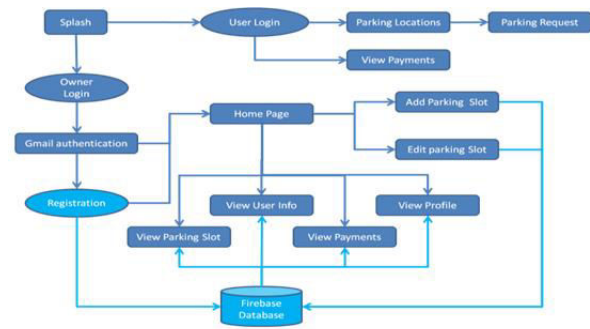 Splash
User Login
Parking Locations
Parking Request
View Payments
Owner
Login
Gmail authentication
Home Page
Add Parking Slot
Edit parking Slot
Registration
View User Info
View Profile
View Parking Slot
View Payments
Firebase
Database